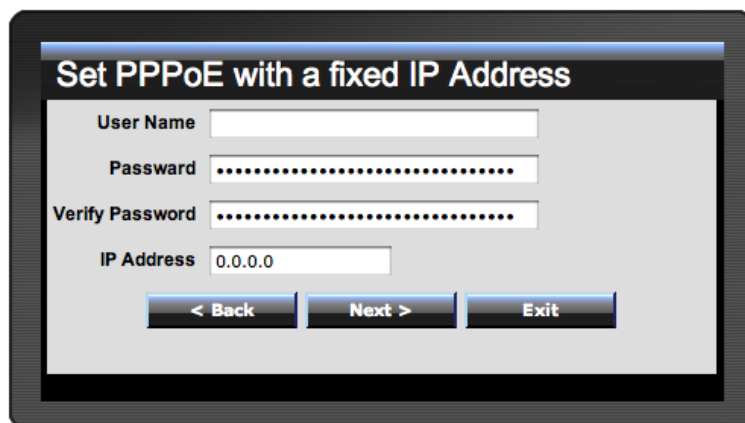 Set PPPoE with a fixed IP Address
User Name
Passward ••••••••••••••••••••••••••••••••
Verify Password ••••••••••••••••••••••••••••••••
IP Address 0.0.0.0
< Back Next > Exit